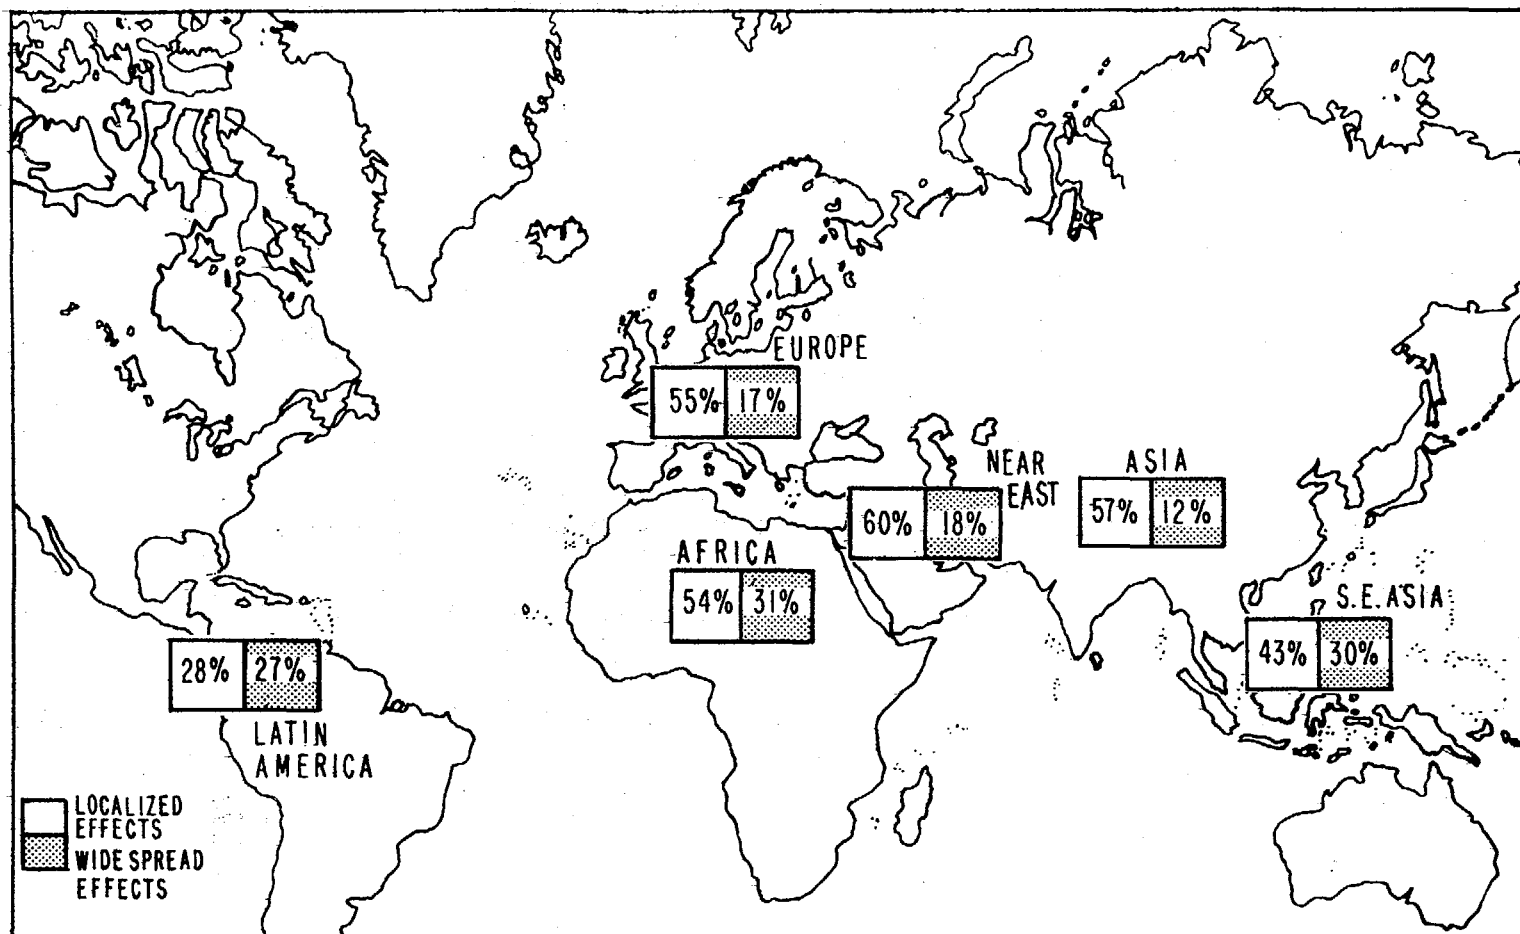 EUROPE
55% 17%
NEAR
EAST
60% 18%
ASIA
57% 12%
AFRICA
54% 31%
S.E. ASIA
43% 30%
28% 27%
LATIN
AMERICA
LOCALIZED
EFFECTS
WIDE SPREAD
EFFECTS